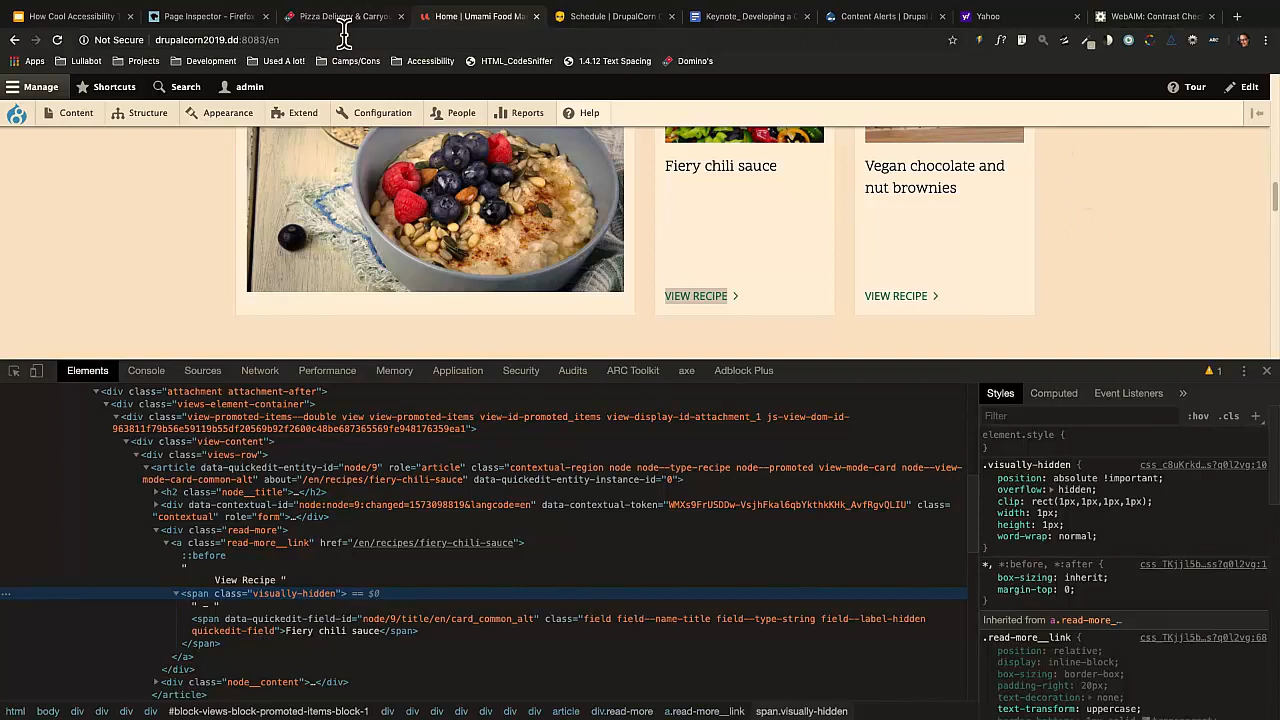 How Cool Accessibility T
Page Inspector - Firefox
Pizza Delivery & Carryou
Home | Umami Food Ma
Schedule | DrupalCorn C
Keynote_ Developing a C
Content Alerts | Drupal
Yahoo
WebAIM: Contrast Chec
Not Secure
drupalcorn2019.dd:8083/en
Apps
Lullabot
Projects
Development
Used A lot!
Camps/Cons
Accessibility
HTML_CodeSniffer
1.4.12 Text Spacing
Domino's
Manage
Shortcuts
Search
admin
Tour
Edit
Content
Structure
Appearance
Extend
Configuration
People
Reports
Help
Fiery chili sauce
Vegan chocolate and
nut brownies
VIEW RECIPE
VIEW RECIPE
Elements
Console
Sources
Network
Performance
Memory
Application
Security
Audits
ARC Toolkit
axe
Adblock Plus
1
<div class="attachment attachment-after">
<div class="views-element-container">
<div class="view-promoted-items--double view view-promoted-items view-id-promoted_items view-display-id-attachment_1 js-view-dom-id-
963811f79b56e59119b55df20569b92f2600c48be687365569fe948176359ea1">
<div class="view-content">
<div class="views-row">
<article data-quickedit-entity-id="node/9" role="article" class="contextual-region node node--type-recipe node--promoted view-mode-card node--view-
mode-card-common-alt" about="/en/recipes/fiery-chili-sauce" data-quickedit-entity-instance-id="0">
<h2 class="node__title">…</h2>
<div data-contextual-id="node:node=9:changed=1573098819&langcode=en" data-contextual-token="WMXs9FrUSDDw-VsjhFkal6qbYkthkKHk_AvfRgvQLIU" class=
"contextual" role="form">…</div>
<div class="read-more">
<a class="read-more__link" href="/en/recipes/fiery-chili-sauce">
::before
"
View Recipe "
<span class="visually-hidden"> == $0
" – "
<span data-quickedit-field-id="node/9/title/en/card_common_alt" class="field field--name-title field--type-string field--label-hidden
quickedit-field">Fiery chili sauce</span>
</span>
</a>
</div>
<div class="node__content">…</div>
</article>
html
body
div
div
div
#block-views-block-promoted-items-block-1
div
div
div
div
div
article
div.read-more
a.read-more__link
span.visually-hidden
Styles
Computed
Event Listeners
Filter
:hov
.cls
element.style {
}
.visually-hidden {
css_c8uKrkd…s?q0l2vg:10
position: absolute !important;
overflow: hidden;
clip: rect(1px,1px,1px,1px);
width: 1px;
height: 1px;
word-wrap: normal;
}
*, *:before, *:after {
css_TKjjl5b…ss?q0l2vg:1
box-sizing: inherit;
margin-top: 0;
}
Inherited from a.read-more_…
.read-more__link {
css_TKjjl5b…s?q0l2vg:68
position: relative;
display: inline-block;
box-sizing: border-box;
padding-right: 20px;
text-decoration: none;
text-transform: uppercase;